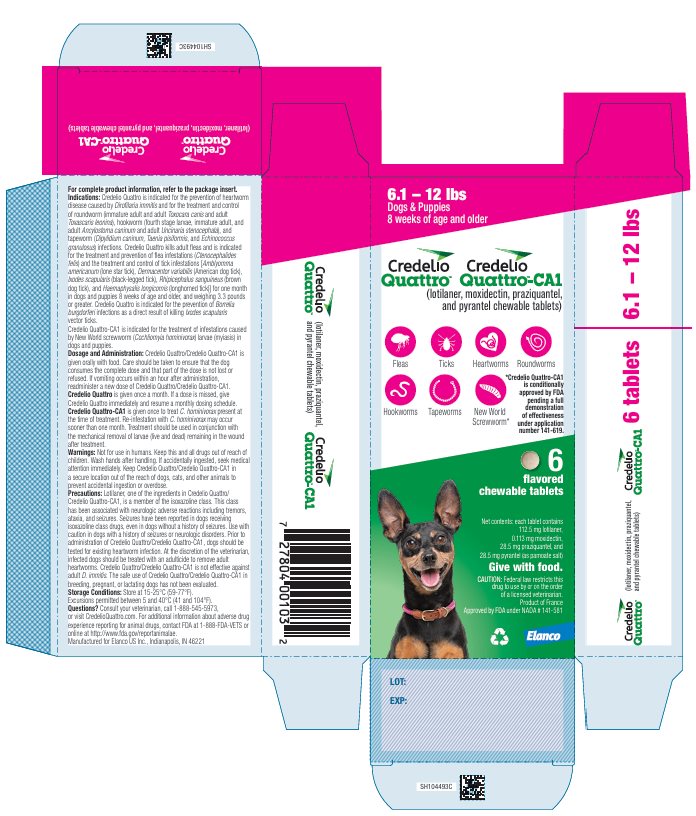 SH104493C
Credelio Quattro™ Credelio Quattro-CA1
(lotilaner, moxidectin, praziquantel, and pyrantel chewable tablets)
For complete product information, refer to the package insert.
Indications: Credelio Quattro is indicated for the prevention of heartworm
disease caused by Dirofilaria immitis and for the treatment and control
of roundworm (immature adult and adult Toxocara canis and adult
Toxascaris leonina), hookworm (fourth stage larvae, immature adult, and
adult Ancylostoma caninum and adult Uncinaria stenocephala), and
tapeworm (Dipylidium caninum, Taenia pisiformis, and Echinococcus
granulosus) infections. Credelio Quattro kills adult fleas and is indicated
for the treatment and prevention of flea infestations (Ctenocephalides
felis) and the treatment and control of tick infestations [Amblyomma
americanum (lone star tick), Dermacentor variabilis (American dog tick),
Ixodes scapularis (black-legged tick), Rhipicephalus sanguineus (brown
dog tick), and Haemaphysalis longicornis (longhorned tick)] for one month
in dogs and puppies 8 weeks of age and older, and weighing 3.3 pounds
or greater. Credelio Quattro is indicated for the prevention of Borrelia
burgdorferi infections as a direct result of killing Ixodes scapularis
vector ticks.
Credelio Quattro-CA1 is indicated for the treatment of infestations caused
by New World screwworm (Cochliomyia hominivorax) larvae (myiasis) in
dogs and puppies.
Dosage and Administration: Credelio Quattro/Credelio Quattro-CA1 is
given orally with food. Care should be taken to ensure that the dog
consumes the complete dose and that part of the dose is not lost or
refused. If vomiting occurs within an hour after administration,
readminister a new dose of Credelio Quattro/Credelio Quattro-CA1.
Credelio Quattro is given once a month. If a dose is missed, give
Credelio Quattro immediately and resume a monthly dosing schedule.
Credelio Quattro-CA1 is given once to treat C. hominivorax present at
the time of treatment. Re-infestation with C. hominivorax may occur
sooner than one month. Treatment should be used in conjunction with
the mechanical removal of larvae (live and dead) remaining in the wound
after treatment.
Warnings: Not for use in humans. Keep this and all drugs out of reach of
children. Wash hands after handling. If accidentally ingested, seek medical
attention immediately. Keep Credelio Quattro/Credelio Quattro-CA1 in
a secure location out of the reach of dogs, cats, and other animals to
prevent accidental ingestion or overdose.
Precautions: Lotilaner, one of the ingredients in Credelio Quattro/
Credelio Quattro-CA1, is a member of the isoxazoline class. This class
has been associated with neurologic adverse reactions including tremors,
ataxia, and seizures. Seizures have been reported in dogs receiving
isoxazoline class drugs, even in dogs without a history of seizures. Use with
caution in dogs with a history of seizures or neurologic disorders. Prior to
administration of Credelio Quattro/Credelio Quattro-CA1, dogs should be
tested for existing heartworm infection. At the discretion of the veterinarian,
infected dogs should be treated with an adulticide to remove adult
heartworms. Credelio Quattro/Credelio Quattro-CA1 is not effective against
adult D. immitis. The safe use of Credelio Quattro/Credelio Quattro-CA1 in
breeding, pregnant, or lactating dogs has not been evaluated.
Storage Conditions: Store at 15-25°C (59-77°F).
Excursions permitted between 5 and 40°C (41 and 104°F).
Questions? Consult your veterinarian, call 1-888-545-5973,
or visit CredelioQuattro.com. For additional information about adverse drug
experience reporting for animal drugs, contact FDA at 1-888-FDA-VETS or
online at http://www.fda.gov/reportanimalae.
Manufactured for Elanco US Inc., Indianapolis, IN 46221
Credelio Quattro™
(lotilaner, moxidectin, praziquantel,
and pyrantel chewable tablets)
Credelio Quattro-CA1
7 27804 00103 2
6.1 – 12 lbs
Dogs & Puppies
8 weeks of age and older
Credelio Quattro™ Credelio Quattro-CA1
(lotilaner, moxidectin, praziquantel,
and pyrantel chewable tablets)
Fleas
Ticks
Heartworms
Roundworms
Hookworms
Tapeworms
New World
Screwworm*
*Credelio Quattro-CA1
is conditionally
approved by FDA
pending a full
demonstration
of effectiveness
under application
number 141-619.
6
flavored
chewable tablets
Net contents: each tablet contains
112.5 mg lotilaner,
0.113 mg moxidectin,
28.5 mg praziquantel, and
28.5 mg pyrantel (as pamoate salt).
Give with food.
CAUTION: Federal law restricts this
drug to use by or on the order
of a licensed veterinarian.
Product of France
Approved by FDA under NADA # 141-581
Elanco
LOT:
EXP:
SH104493C
6 tablets 6.1 – 12 lbs
Credelio Quattro™
(lotilaner, moxidectin, praziquantel,
and pyrantel chewable tablets)
Credelio Quattro-CA1